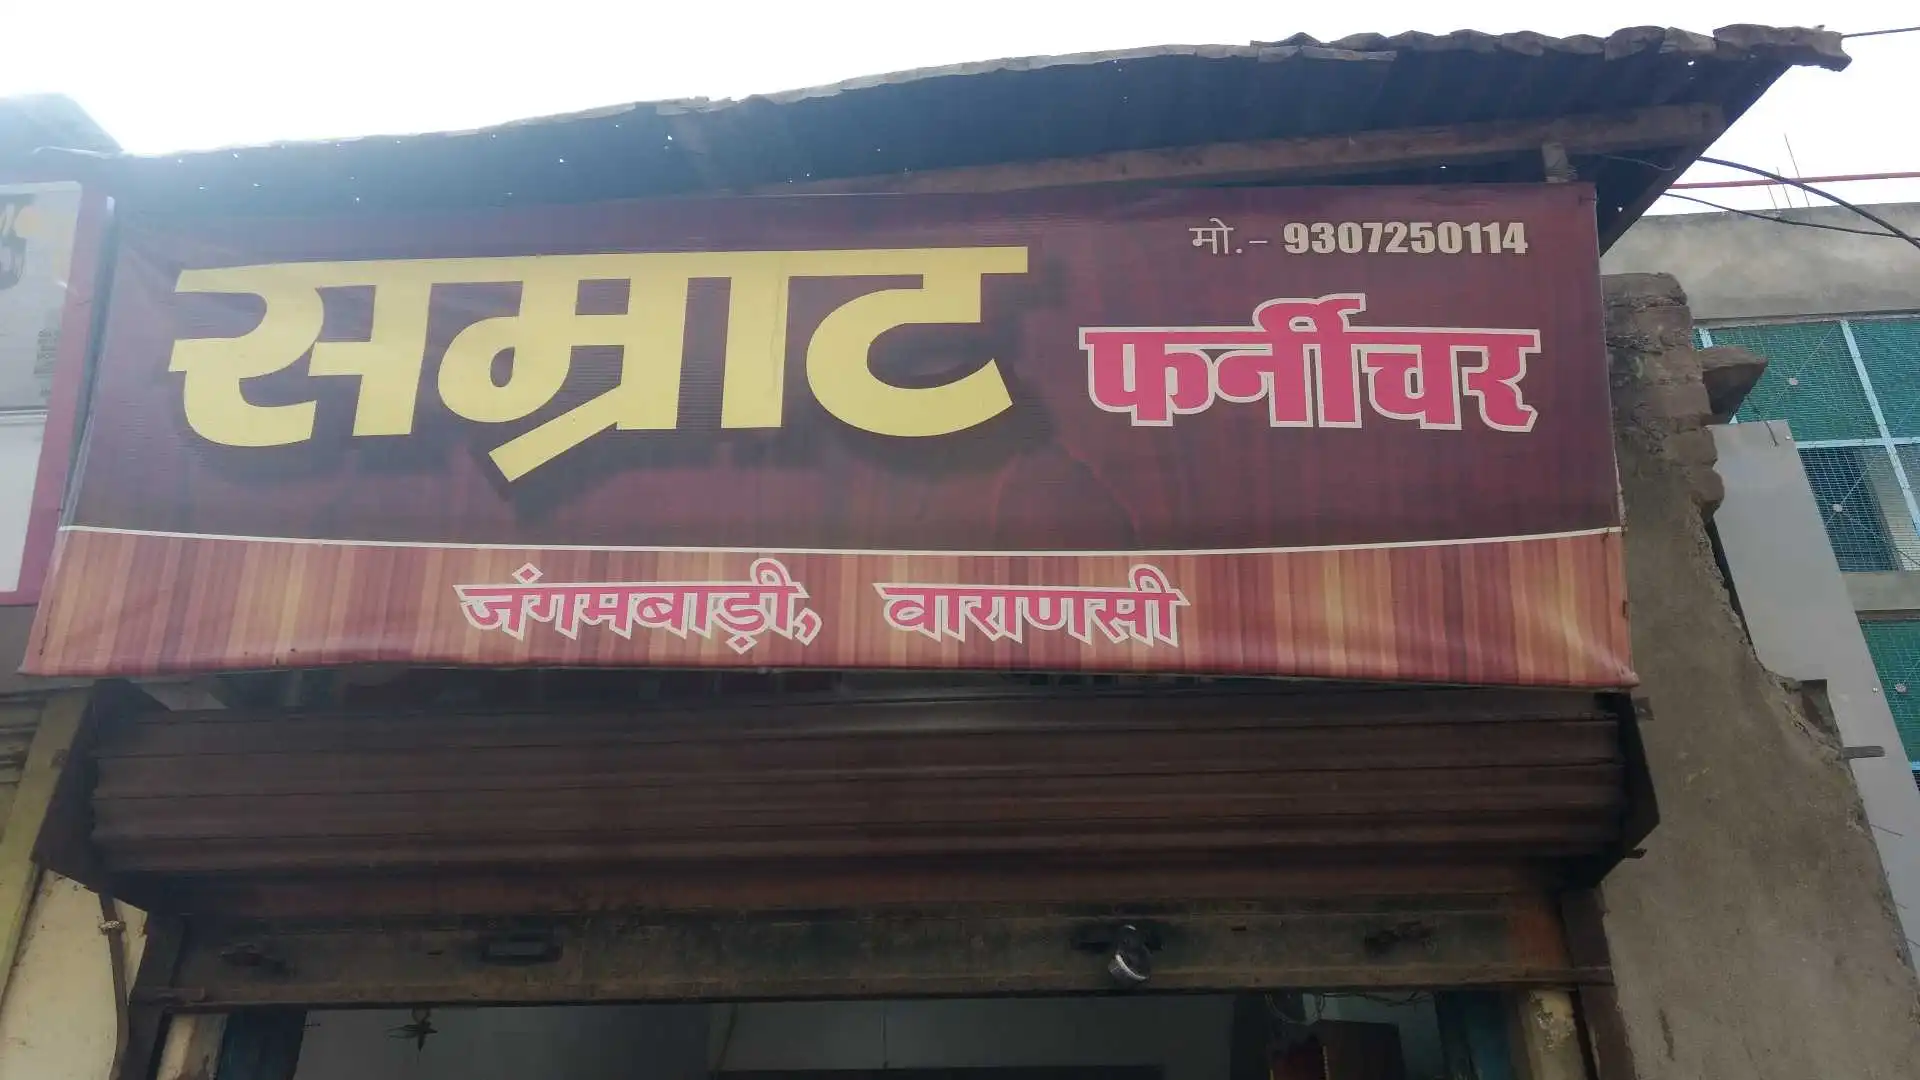 मो.- 9307250114
सम्राट फर्नीचर
जंगमबाड़ी, वाराणसी